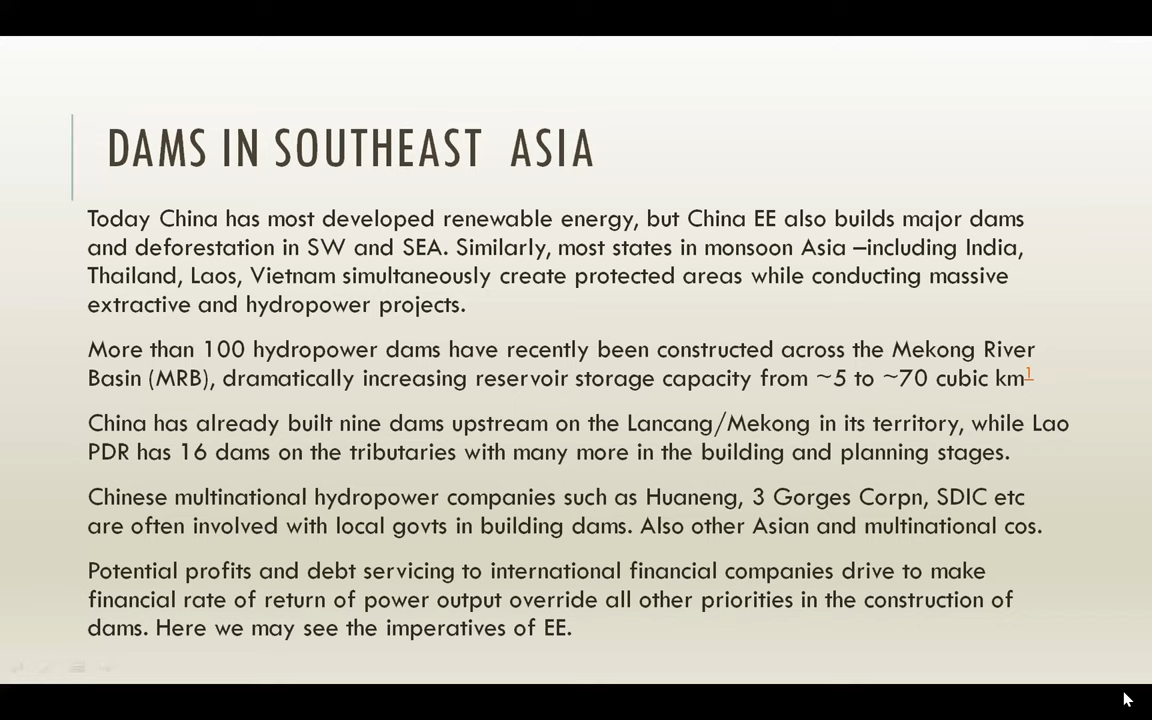 DAMS IN SOUTHEAST ASIA
Today China has most developed renewable energy, but China EE also builds major dams
and deforestation in SW and SEA. Similarly, most states in monsoon Asia –including India,
Thailand, Laos, Vietnam simultaneously create protected areas while conducting massive
extractive and hydropower projects.
More than 100 hydropower dams have recently been constructed across the Mekong River
Basin (MRB), dramatically increasing reservoir storage capacity from ~5 to ~70 cubic km1
China has already built nine dams upstream on the Lancang/Mekong in its territory, while Lao
PDR has 16 dams on the tributaries with many more in the building and planning stages.
Chinese multinational hydropower companies such as Huaneng, 3 Gorges Corpn, SDIC etc
are often involved with local govts in building dams. Also other Asian and multinational cos.
Potential profits and debt servicing to international financial companies drive to make
financial rate of return of power output override all other priorities in the construction of
dams. Here we may see the imperatives of EE.